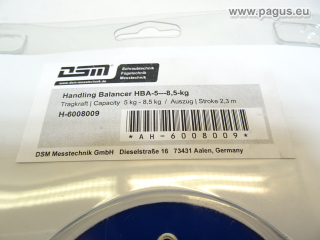 www.pagus.eu
DSM
Schraubtechnik
Fügetechnik
Messtechnik
Handling Balancer HBA-5---8,5-kg
Tragkraft | Capacity 5 kg - 8,5 kg / Auszug | Stroke 2,3 m
H-6008009
*AH-6008009*
DSM Messtechnik GmbH Dieselstraße 16 73431 Aalen, Germany